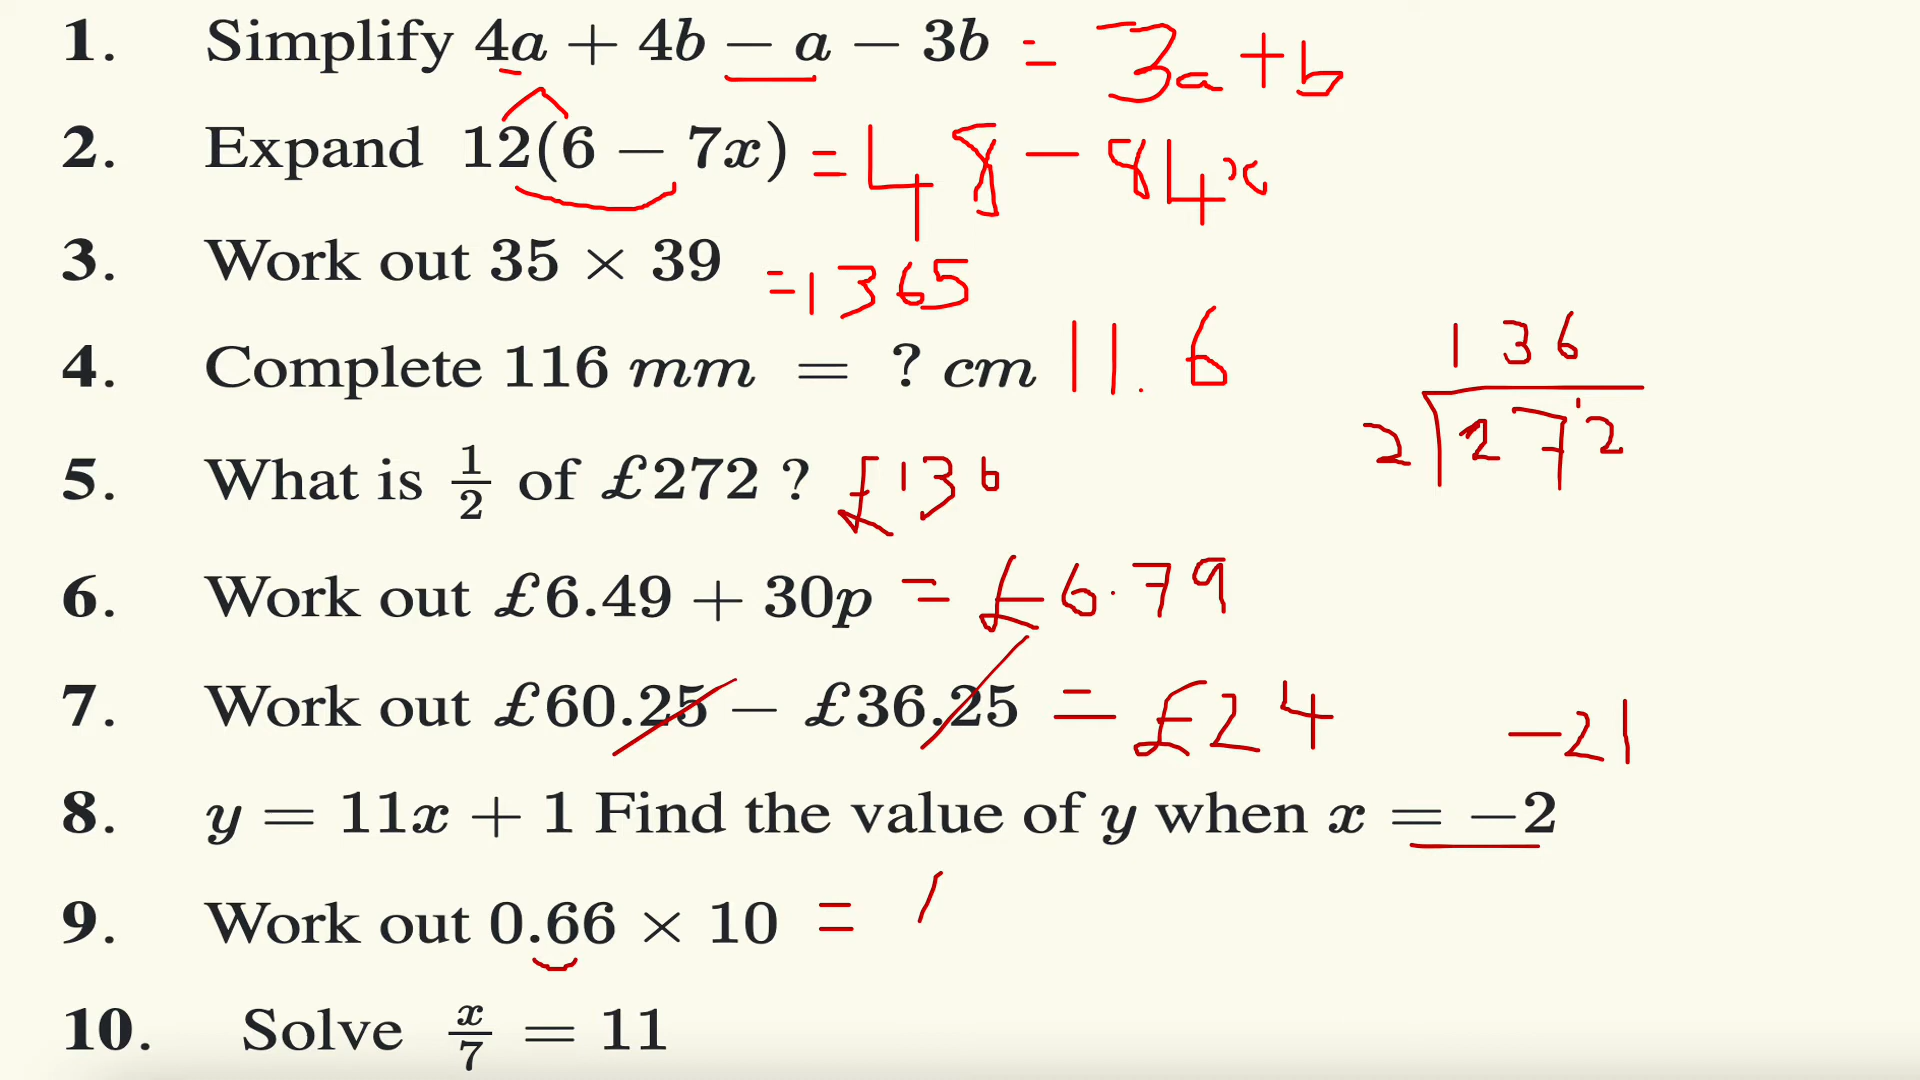 1. Simplify 4a + 4b − a − 3b = 3a + b
2. Expand 12(6 − 7x) = 48 − 84x
3. Work out 35 × 39 = 1365
4. Complete 116 mm = ? cm 11.6
136
2 272
5. What is 1/2 of £272 ? £136
6. Work out £6.49 + 30p = £6.79
7. Work out £60.25 − £36.25 = £24
−21
8. y = 11x + 1 Find the value of y when x = −2
9. Work out 0.66 × 10 =
10. Solve x/7 = 11